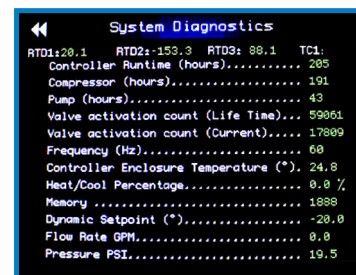 System Diagnostics
RTD1:20.1 RTD2:-153.3 RTD3: 88.1 TC1:
Controller Runtime (hours)........... 205
Compressor (hours)................... 191
Pump (hours)......................... 43
Valve activation count (Life Time)... 59061
Valve activation count (Current)..... 17809
Frequency (Hz)....................... 60
Controller Enclosure Temperature (°). 24.8
Heat/Cool Percentage................. 0.0 %
Memory .............................. 1888
Dynamic Setpoint (°)................. -20.0
Flow Rate GPM........................ 0.0
Pressure PSI......................... 19.5